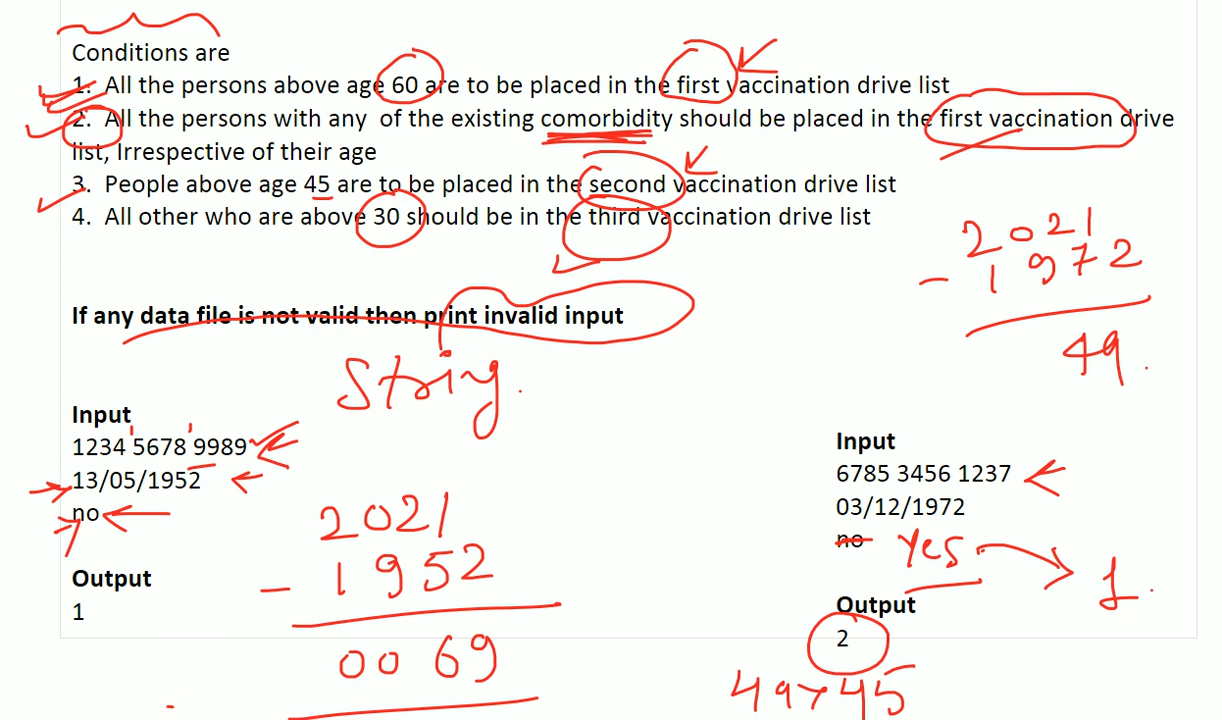 Conditions are
1. All the persons above age 60 are to be placed in the first vaccination drive list
2. All the persons with any of the existing comorbidity should be placed in the first vaccination drive
list, Irrespective of their age
3. People above age 45 are to be placed in the second vaccination drive list
4. All other who are above 30 should be in the third vaccination drive list
2021
- 1972
49.
If any data file is not valid then print invalid input
String.
Input
1234 5678 9989
13/05/1952
no
2021
- 1952
0069
Output
1
Input
6785 3456 1237
03/12/1972
no Yes 1.
Output
2
49>45